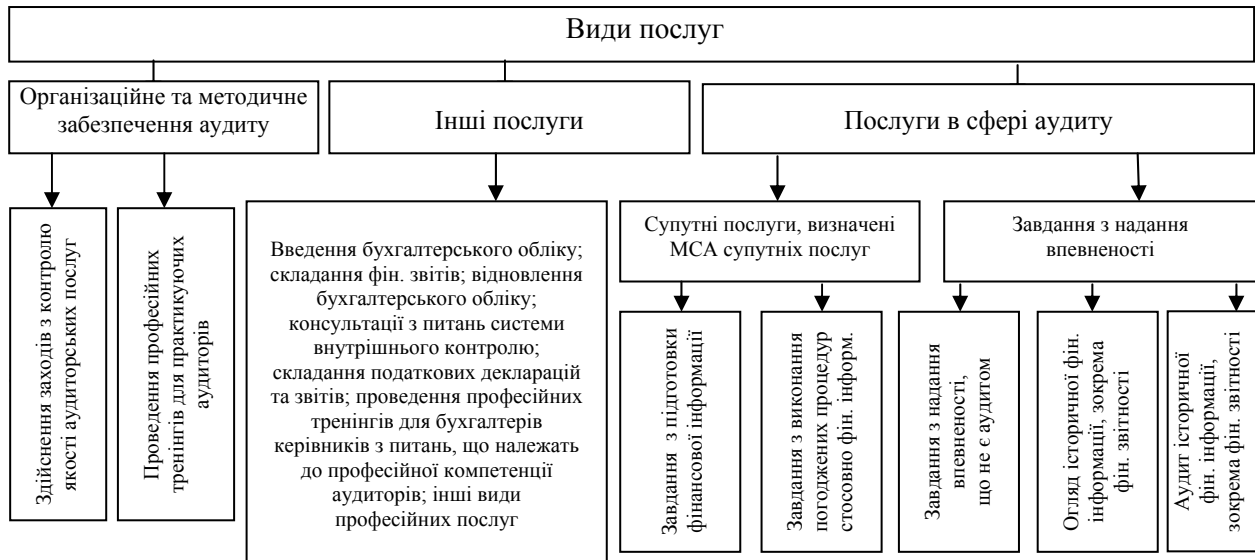 Види послуг
Організаційне та методичне
забезпечення аудиту
Інші послуги
Послуги в сфері аудиту
Здійснення заходів з контролю
якості аудиторських послуг
Проведення професійних
тренінгів для практикуючих
аудиторів
Введення бухгалтерського обліку;
складання фін. звітів; відновлення
бухгалтерського обліку;
консультації з питань системи
внутрішнього контролю;
складання податкових декларацій
та звітів; проведення професійних
тренінгів для бухгалтерів
керівників з питань, що належать
до професійної компетенції
аудиторів; інші види
професійних послуг
Супутні послуги, визначені
МСА супутніх послуг
Завдання з надання
впевненості
Завдання з підготовки
фінансової інформації
Завдання з виконання
погоджених процедур
стосовно фін. інформ.
Завдання з надання
впевнености,
що не є аудитом
Огляд історичної фін.
інформації, зокрема
фін. звітності
Аудит історичної
фін. інформації,
зокрема фін. звітності